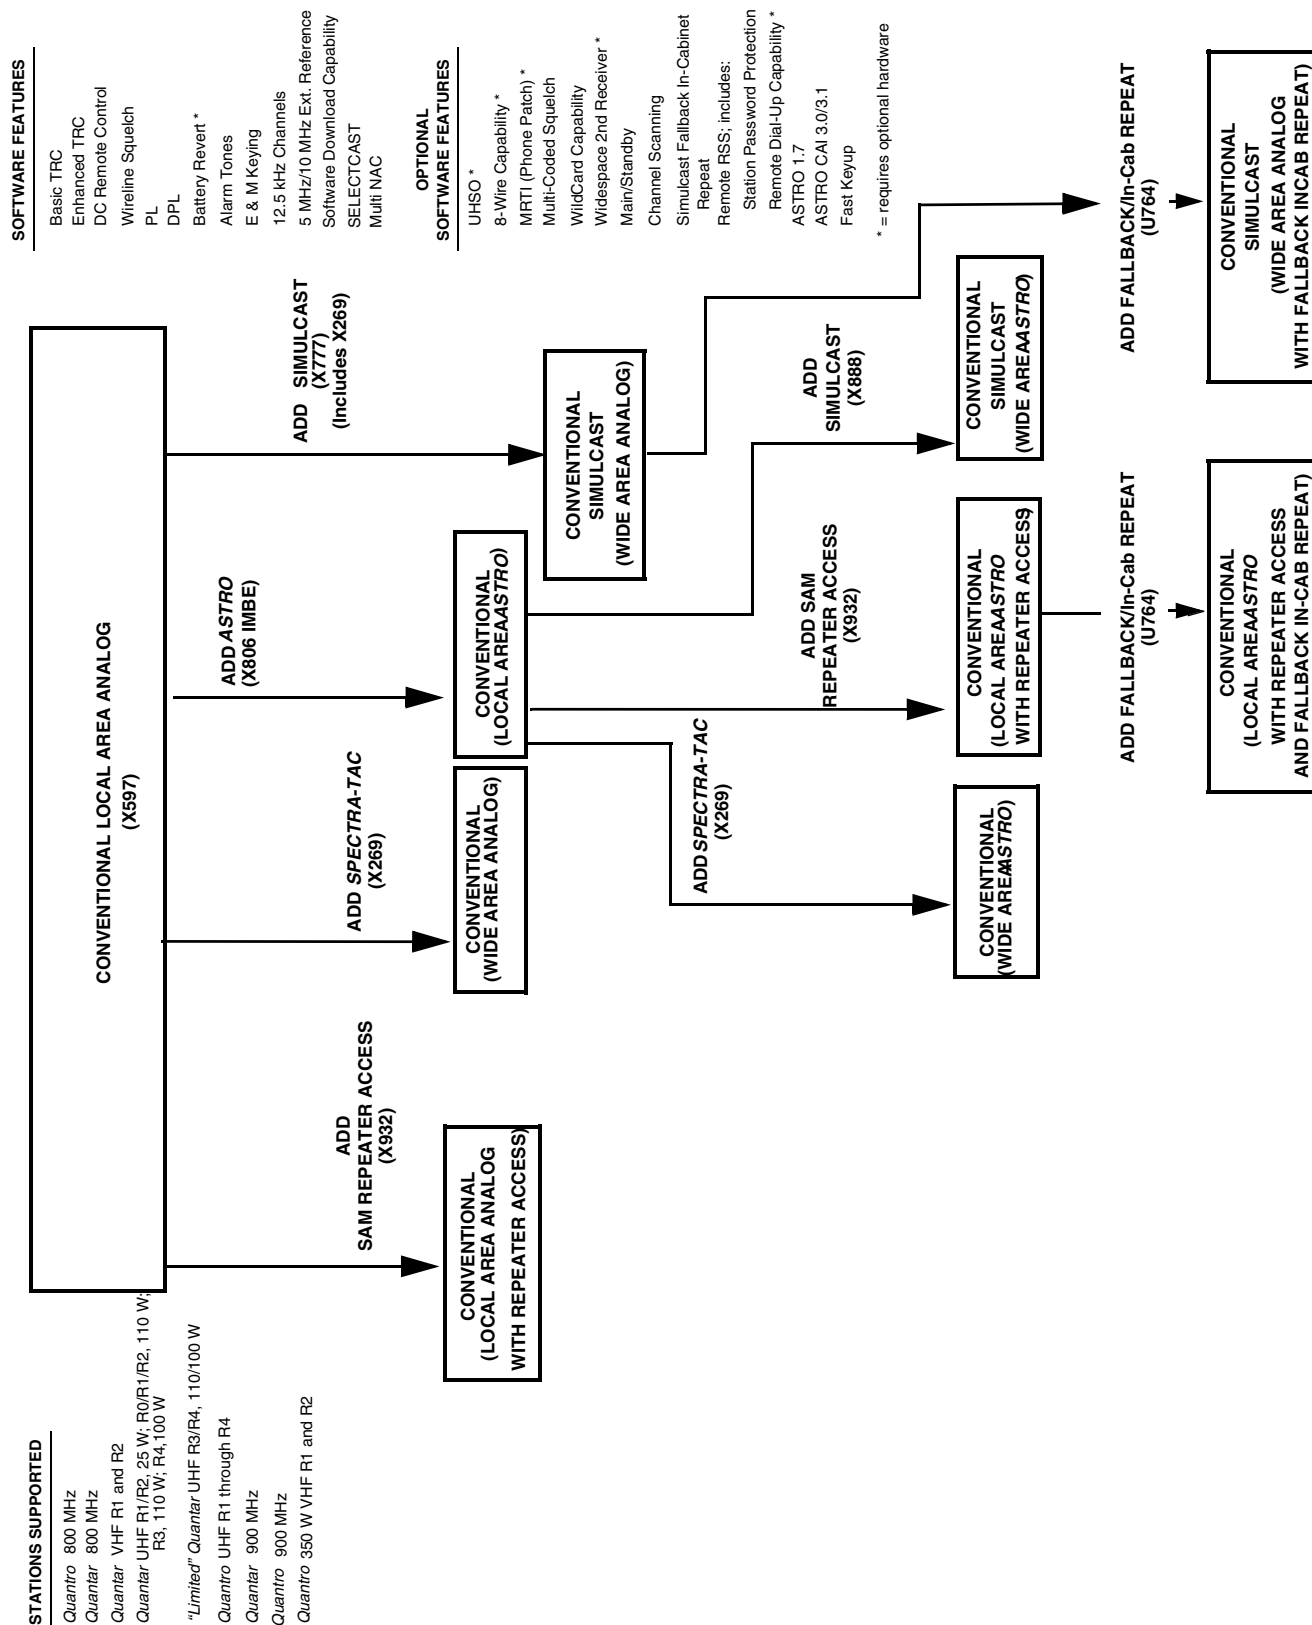 STATIONS SUPPORTED
Quantro 800 MHz
Quantar 800 MHz
Quantar VHF R1 and R2
Quantar UHF R1/R2, 25 W; R0/R1/R2, 110 W;
R3, 110 W; R4,100 W
"Limited" Quantar UHF R3/R4, 110/100 W
Quantro UHF R1 through R4
Quantar 900 MHz
Quantro 900 MHz
Quantro 350 W VHF R1 and R2
CONVENTIONAL LOCAL AREA ANALOG
(X597)
SOFTWARE FEATURES
Basic TRC
Enhanced TRC
DC Remote Control
Wireline Squelch
PL
DPL
Battery Revert *
Alarm Tones
E & M Keying
12.5 kHz Channels
5 MHz/10 MHz Ext. Reference
Software Download Capability
SELECTCAST
Multi NAC
OPTIONAL
SOFTWARE FEATURES
UHSO *
8-Wire Capability *
MRTI (Phone Patch) *
Multi-Coded Squelch
WildCard Capability
Widespace 2nd Receiver *
Main/Standby
Channel Scanning
Simulcast Fallback In-Cabinet
Repeat
Remote RSS; includes:
Station Password Protection
Remote Dial-Up Capability *
ASTRO 1.7
ASTRO CAI 3.0/3.1
Fast Keyup
* = requires optional hardware
ADD
SAM REPEATER ACCESS
(X932)
ADD SPECTRA-TAC
(X269)
ADD ASTRO
(X806 IMBE)
ADD SIMULCAST
(X777)
(Includes X269)
CONVENTIONAL
(LOCAL AREA ANALOG
WITH REPEATER ACCESS)
CONVENTIONAL
(WIDE AREA ANALOG)
CONVENTIONAL
(LOCAL AREA ASTRO)
CONVENTIONAL
SIMULCAST
(WIDE AREA ANALOG)
ADD SPECTRA-TAC
(X269)
ADD SAM
REPEATER ACCESS
(X932)
ADD
SIMULCAST
(X888)
CONVENTIONAL
(WIDE AREA ASTRO)
CONVENTIONAL
(LOCAL AREA ASTRO
WITH REPEATER ACCESS)
CONVENTIONAL
SIMULCAST
(WIDE AREA ASTRO)
ADD FALLBACK/In-Cab REPEAT
(U764)
ADD FALLBACK/In-Cab REPEAT
(U764)
CONVENTIONAL
(LOCAL AREA ASTRO
WITH REPEATER ACCESS
AND FALLBACK IN-CAB REPEAT)
CONVENTIONAL
SIMULCAST
(WIDE AREA ANALOG
WITH FALLBACK INCAB REPEAT)